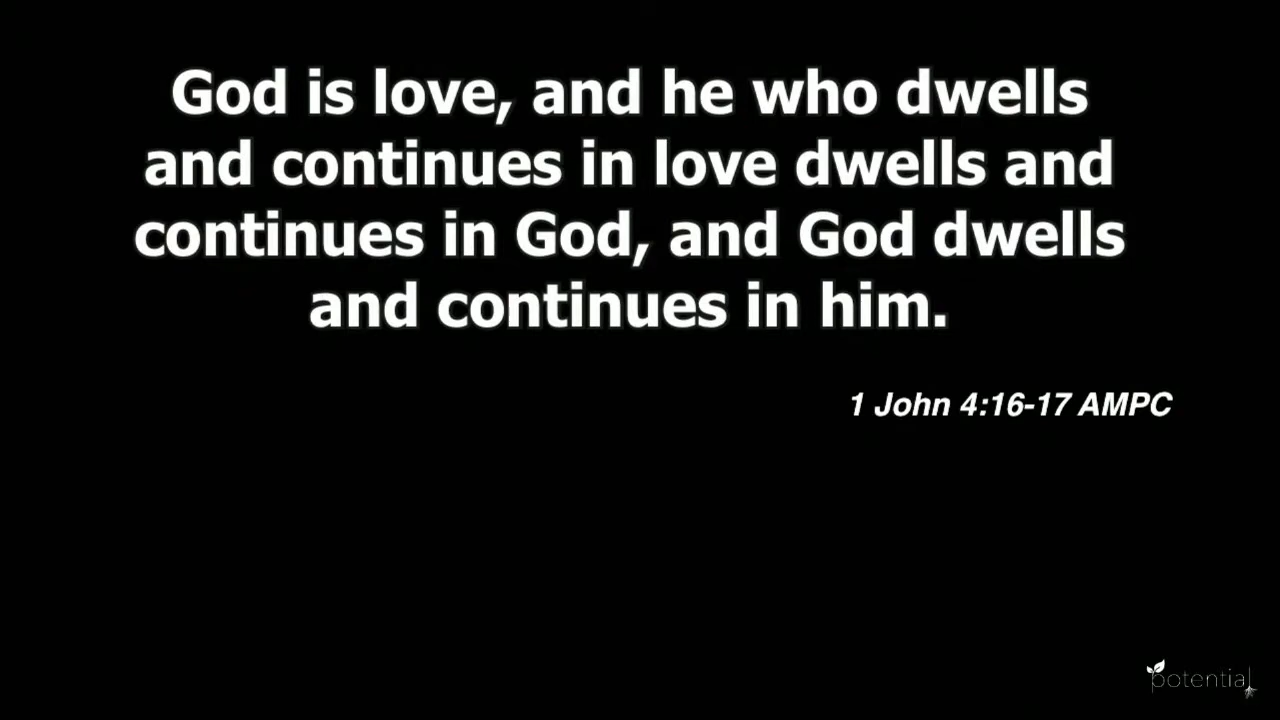 God is love, and he who dwells
and continues in love dwells and
continues in God, and God dwells
and continues in him.
1 John 4:16-17 AMPC
potential